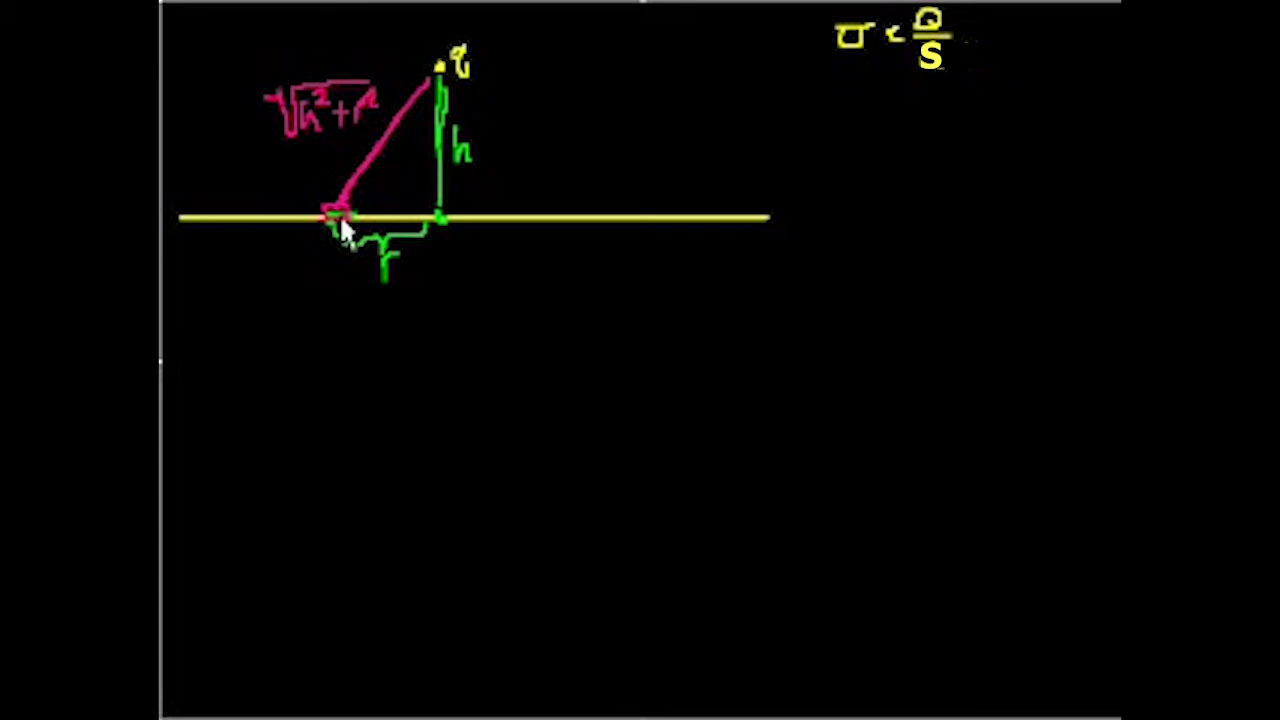 σ = Q/S
q
√h²+r²
h
r